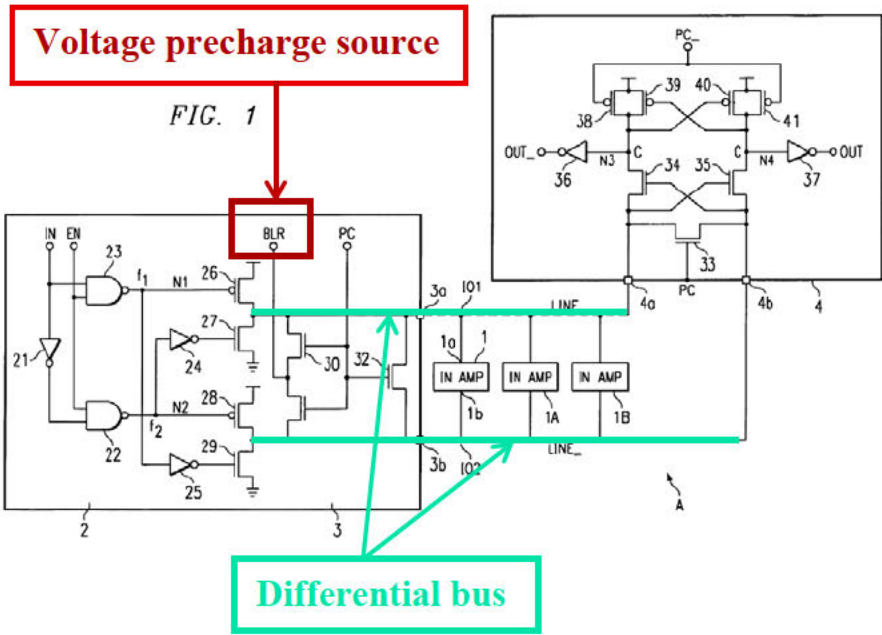 Voltage precharge source
FIG. 1
PC_
39
40
38
41
OUT_
36
N3
C
34
35
C
N4
37
OUT
33
PC
4a
4b
4
IN
EN
BLR
PC
23
f1
N1
26
27
24
21
30
32
22
f2
N2
28
29
25
2
3
3a
101
LINE
1a
1
IN AMP
IN AMP
IN AMP
1b
1A
1B
3b
102
LINE_
A
Differential bus